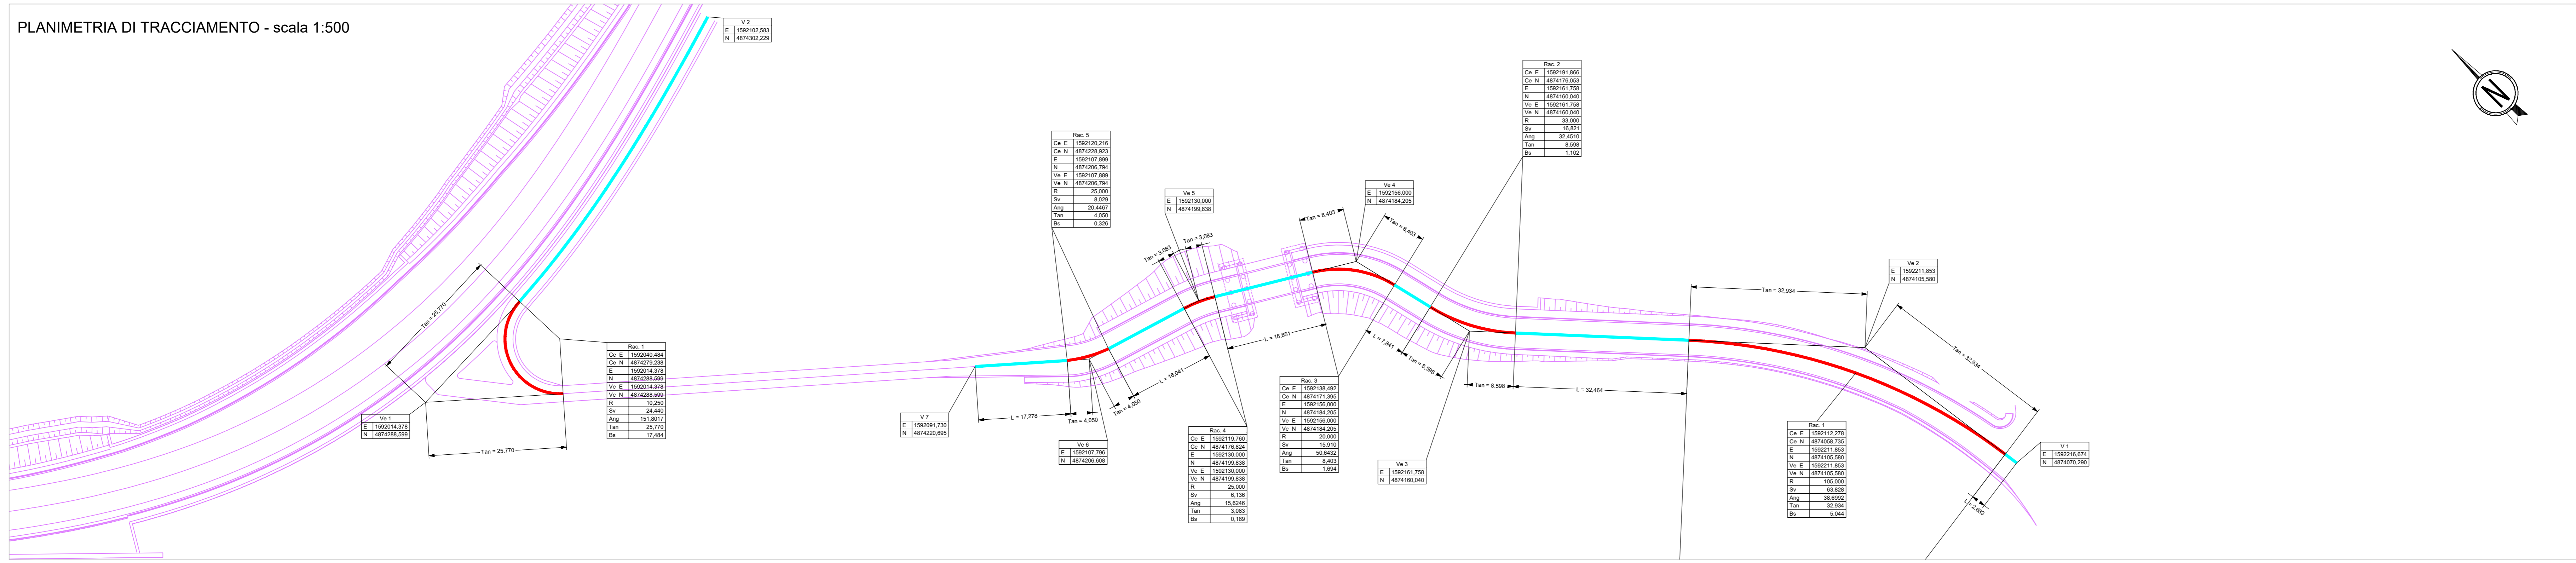 PLANIMETRIA DI TRACCIAMENTO - scala 1:500
V 2
E 1592102,583
N 4874302,229
N
Rac. 2
Ce E 1592191,866
Ce N 4874176,053
E 1592161,758
N 4874160,040
Ve E 1592161,758
Ve N 4874160,040
R 33,000
Sv 16,821
Ang 32,4510
Tan 8,598
Bs 1,102
Rac. 5
Ce E 1592120,216
Ce N 4874228,923
E 1592107,899
N 4874206,794
Ve E 1592107,889
Ve N 4874206,794
R 25,000
Sv 8,029
Ang 20,4467
Tan 4,050
Bs 0,326
Ve 5
E 1592130,000
N 4874199,838
Ve 4
E 1592156,000
N 4874184,205
Tan = 8,403
Tan = 8,403
Tan = 3,083
Tan = 3,083
Ve 2
E 1592211,853
N 4874105,580
Tan = 32,934
Tan = 32,934
Tan = 25,770
Tan = 25,770
Rac. 1
Ce E 1592040,484
Ce N 4874279,238
E 1592014,378
N 4874288,599
Ve E 1592014,378
Ve N 4874288,599
R 10,250
Sv 24,440
Ang 151,8017
Tan 25,770
Bs 17,484
Ve 1
E 1592014,378
N 4874288,599
V 7
E 1592091,730
N 4874220,695
L = 17,278
Tan = 4,050
Tan = 4,050
L = 16,041
L = 18,851
L = 7,841
Tan = 8,598
Tan = 8,598
L = 32,464
Ve 6
E 1592107,796
N 4874206,608
Rac. 4
Ce E 1592119,760
Ce N 4874176,824
E 1592130,000
N 4874199,838
Ve E 1592130,000
Ve N 4874199,838
R 25,000
Sv 6,136
Ang 15,6246
Tan 3,083
Bs 0,189
Rac. 3
Ce E 1592138,492
Ce N 4874171,395
E 1592156,000
N 4874184,205
Ve E 1592156,000
Ve N 4874184,205
R 20,000
Sv 15,910
Ang 50,6432
Tan 8,403
Bs 1,694
Ve 3
E 1592161,758
N 4874160,040
Rac. 1
Ce E 1592112,278
Ce N 4874058,735
E 1592211,853
N 4874105,580
Ve E 1592211,853
Ve N 4874105,580
R 105,000
Sv 63,828
Ang 38,6992
Tan 32,934
Bs 5,044
V 1
E 1592216,674
N 4874070,290
L = 2,683